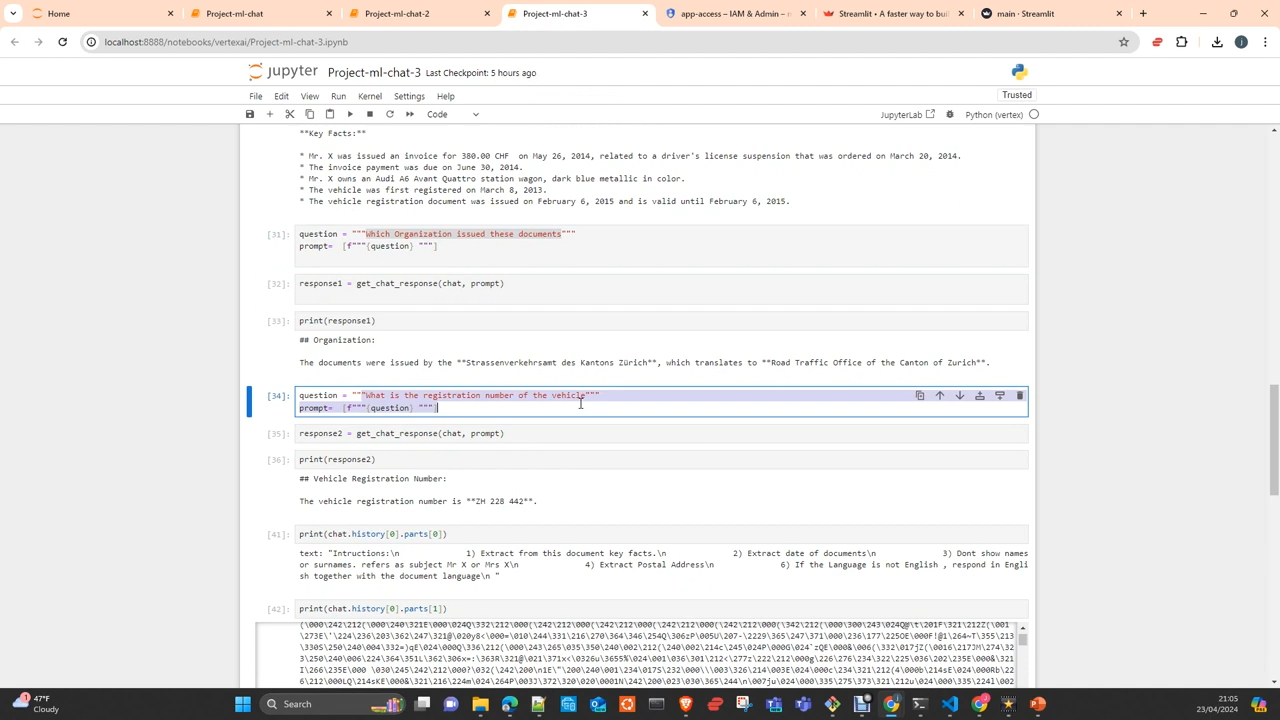 Home
Project-ml-chat
Project-ml-chat-2
Project-ml-chat-3
app-access – IAM & Admin –
Streamlit • A faster way to bui
main · Streamlit
localhost:8888/notebooks/vertexai/Project-ml-chat-3.ipynb
jupyter Project-ml-chat-3 Last Checkpoint: 5 hours ago
File Edit View Run Kernel Settings Help
Trusted
Code
JupyterLab
Python (vertex)
**Key Facts:**
* Mr. X was issued an invoice for 380.00 CHF on May 26, 2014, related to a driver's license suspension that was ordered on March 20, 2014.
* The invoice payment was due on June 30, 2014.
* Mr. X owns an Audi A6 Avant Quattro station wagon, dark blue metallic in color.
* The vehicle was first registered on March 8, 2013.
* The vehicle registration document was issued on February 6, 2015 and is valid until February 6, 2015.
[31]: question = """Which Organization issued these documents"""
prompt= [f"""{question} """]
[32]: response1 = get_chat_response(chat, prompt)
[33]: print(response1)
## Organization:
The documents were issued by the **Strassenverkehrsamt des Kantons Zürich**, which translates to **Road Traffic Office of the Canton of Zurich**.
[34]: question = """What is the registration number of the vehicle"""
prompt= [f"""{question} """]
[35]: response2 = get_chat_response(chat, prompt)
[36]: print(response2)
## Vehicle Registration Number:
The vehicle registration number is **ZH 228 442**.
[41]: print(chat.history[0].parts[0])
text: "Intructions:\n 1) Extract from this document key facts.\n 2) Extract date of documents\n 3) Dont show names
or surnames. refers as subject Mr X or Mrs X\n 4) Extract Postal Address\n 6) If the Language is not English , respond in Engli
sh together with the document language\n "
[42]: print(chat.history[0].parts[1])
47°F
Cloudy
Search
21:05
23/04/2024